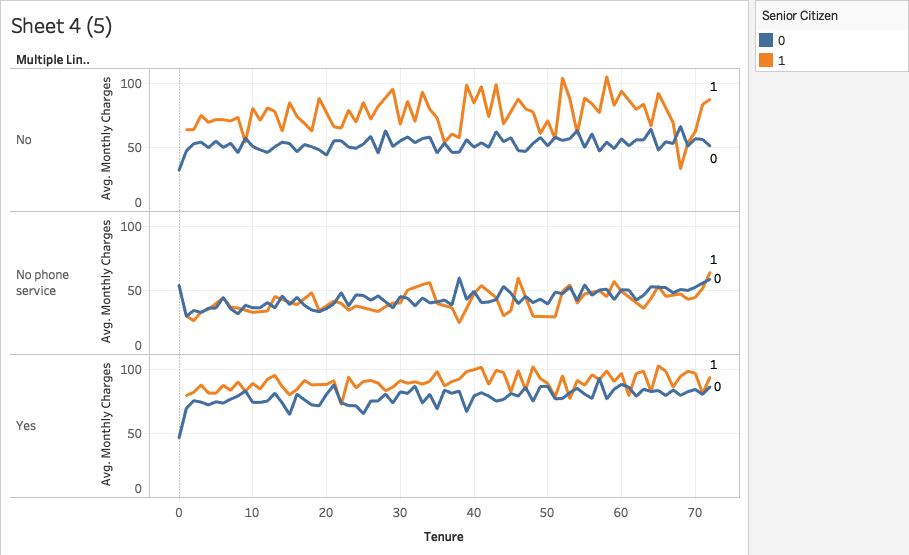 Sheet 4 (5)
Multiple Lin..
No
Avg. Monthly Charges
100
50
0
1
0
No phone
service
Avg. Monthly Charges
100
50
0
1
0
Yes
Avg. Monthly Charges
100
50
0
1
0
0 10 20 30 40 50 60 70
Tenure
Senior Citizen
0
1